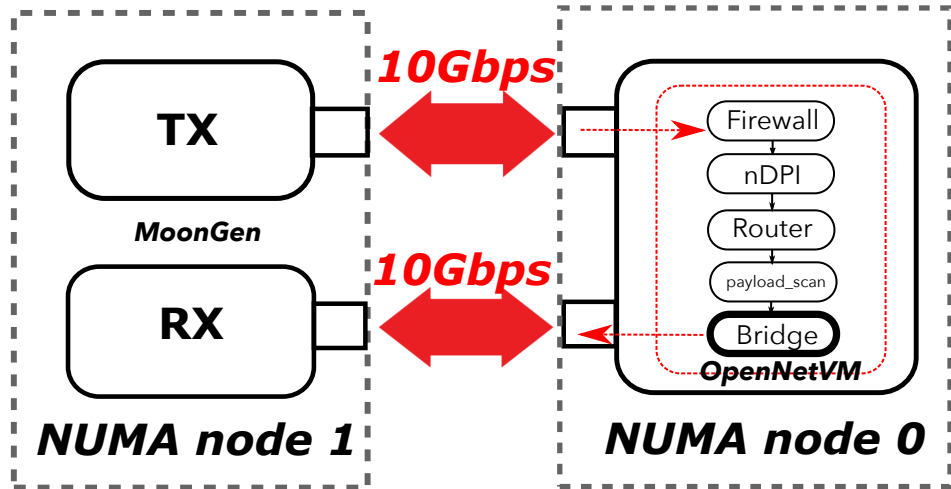 10Gbps
TX
MoonGen
10Gbps
RX
NUMA node 1
Firewall
nDPI
Router
payload_scan
Bridge
OpenNetVM
NUMA node 0